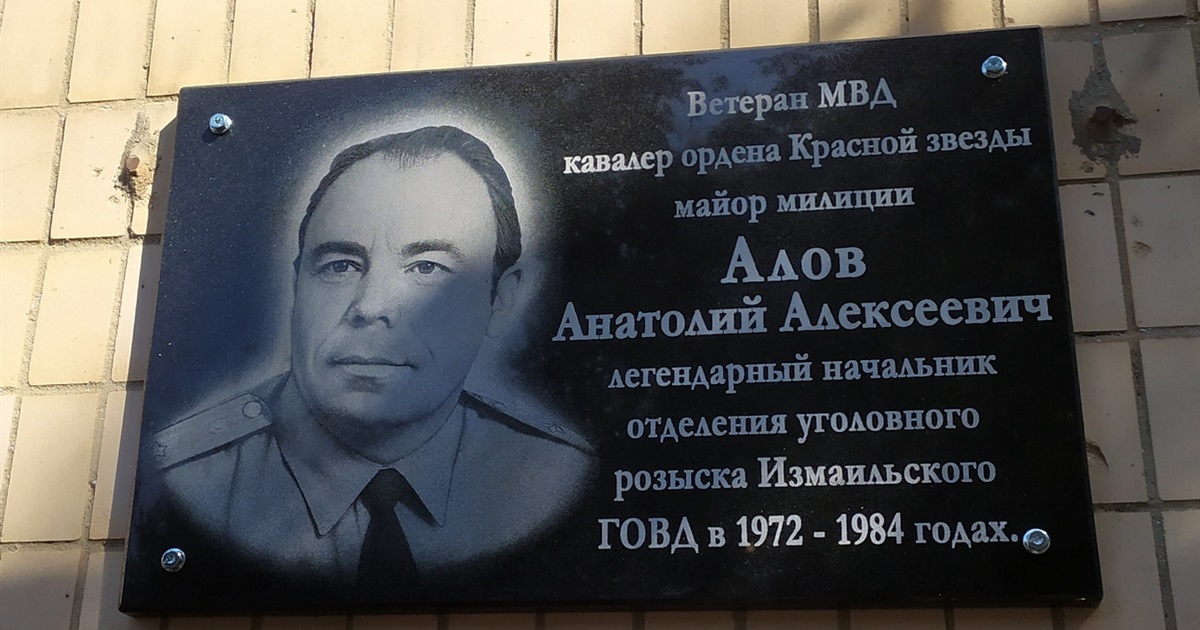 Ветеран МВД
кавалер ордена Красной звезды
майор милиции
Алов
Анатолий Алексеевич
легендарный начальник
отделения уголовного
розыска Измаильского
ГОВД в 1972 - 1984 годах.